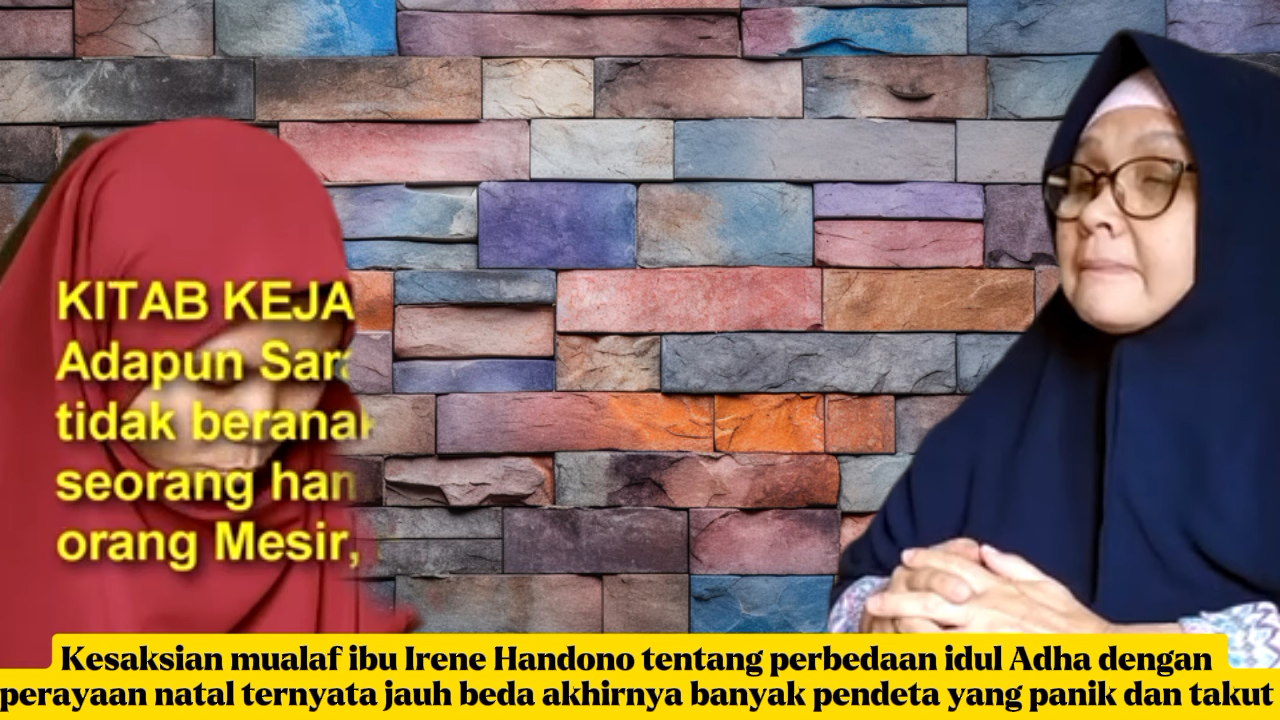 KITAB KEJA
Adapun Sara
tidak beranak
seorang ham
orang Mesir,
Kesaksian mualaf ibu Irene Handono tentang perbedaan idul Adha dengan
perayaan natal ternyata jauh beda akhirnya banyak pendeta yang panik dan takut